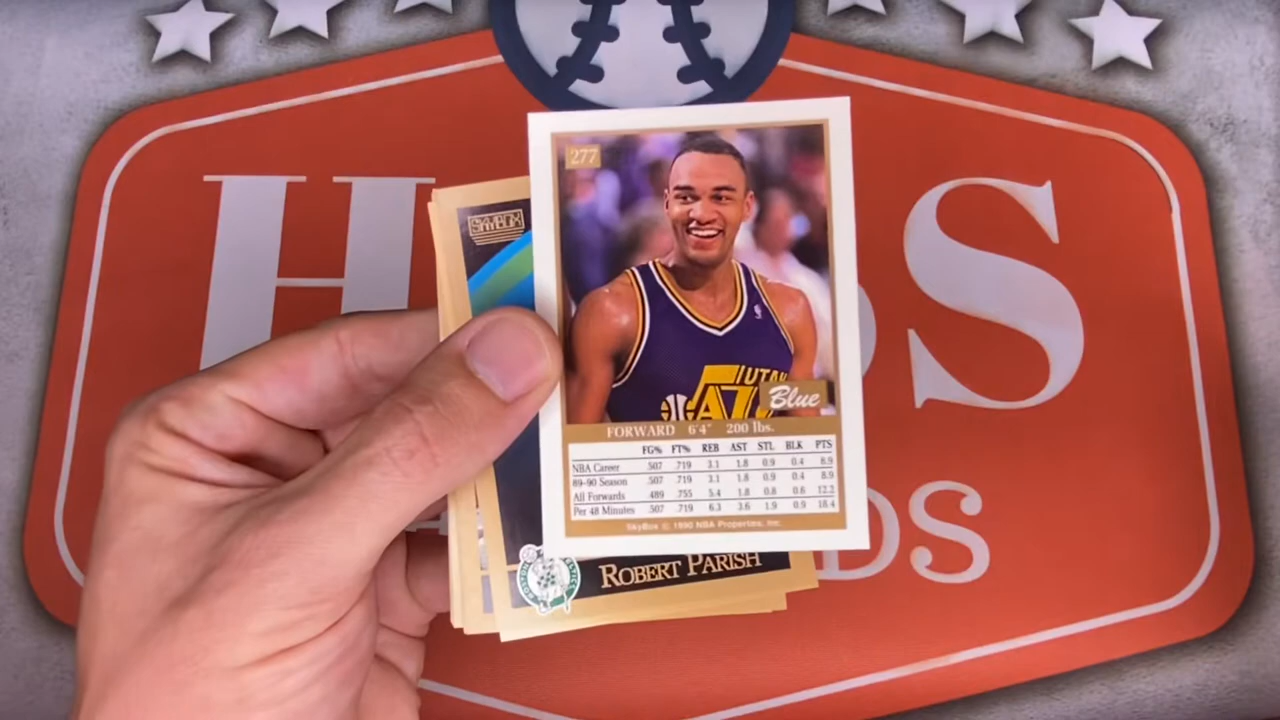 H
S
DS
SKYBOX
277
UTAH
JAZZ
Blue
FORWARD 6'4" 200 lbs.
FG% FT% REB AST STL BLK PTS
NBA Career .507 .719 3.1 1.8 0.9 0.4 8.9
89-90 Season .507 .719 3.1 1.8 0.9 0.4 8.9
All Forwards .489 .755 5.4 1.8 0.8 0.6 12.2
Per 48 Minutes .507 .719 6.3 3.6 1.9 0.9 18.4
SkyBox © 1990 NBA Properties, Inc.
ROBERT PARISH